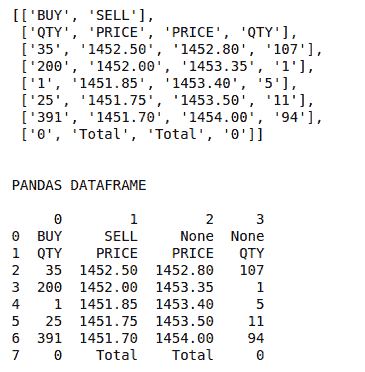 [['BUY', 'SELL'],
 ['QTY', 'PRICE', 'PRICE', 'QTY'],
 ['35', '1452.50', '1452.80', '107'],
 ['200', '1452.00', '1453.35', '1'],
 ['1', '1451.85', '1453.40', '5'],
 ['25', '1451.75', '1453.50', '11'],
 ['391', '1451.70', '1454.00', '94'],
 ['0', 'Total', 'Total', '0']]
PANDAS DATAFRAME
     0        1        2     3
0  BUY     SELL     None  None
1  QTY    PRICE    PRICE   QTY
2   35  1452.50  1452.80   107
3  200  1452.00  1453.35     1
4    1  1451.85  1453.40     5
5   25  1451.75  1453.50    11
6  391  1451.70  1454.00    94
7    0    Total    Total     0